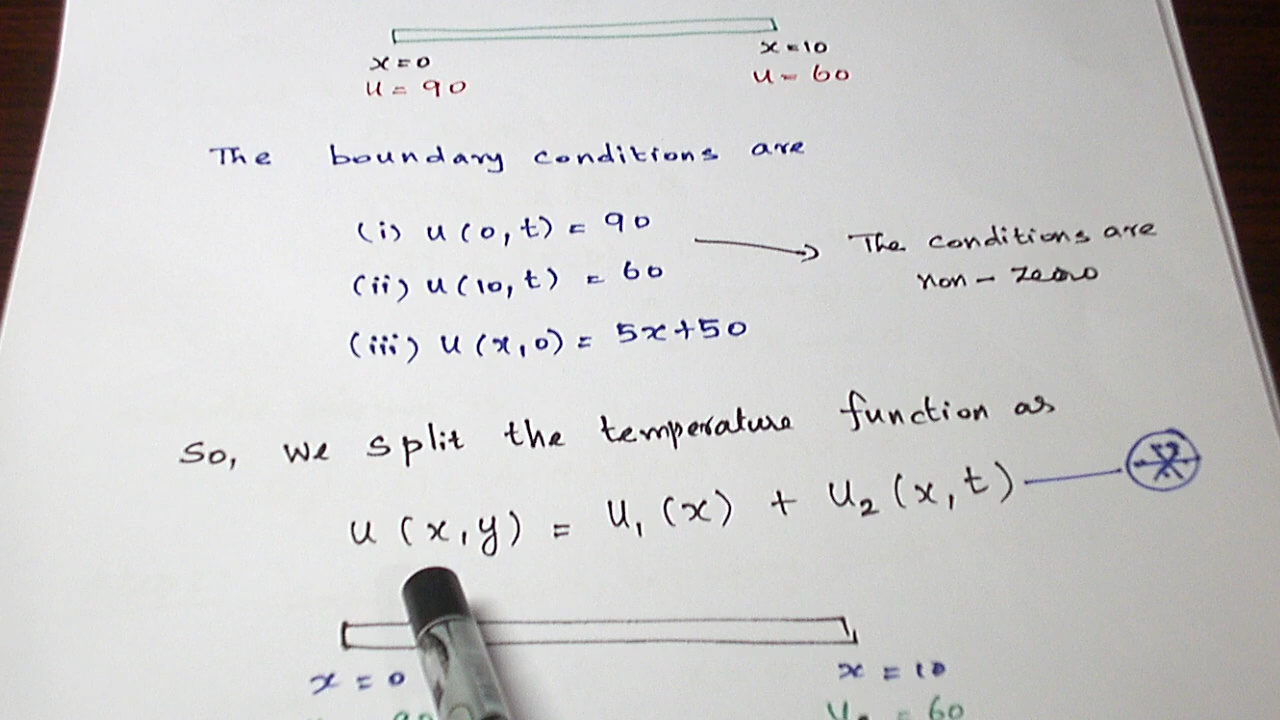 x=0
x=10
u= 90
u= 60
The boundary conditions are
(i) u(0,t) = 90
(ii) u(10,t) = 60
(iii) u(x,0) = 5x+50
The conditions are
non-zero
So, we split the temperature function as
u(x,y) = u₁(x) + u₂(x,t)
x = 0
x = 10
= 60